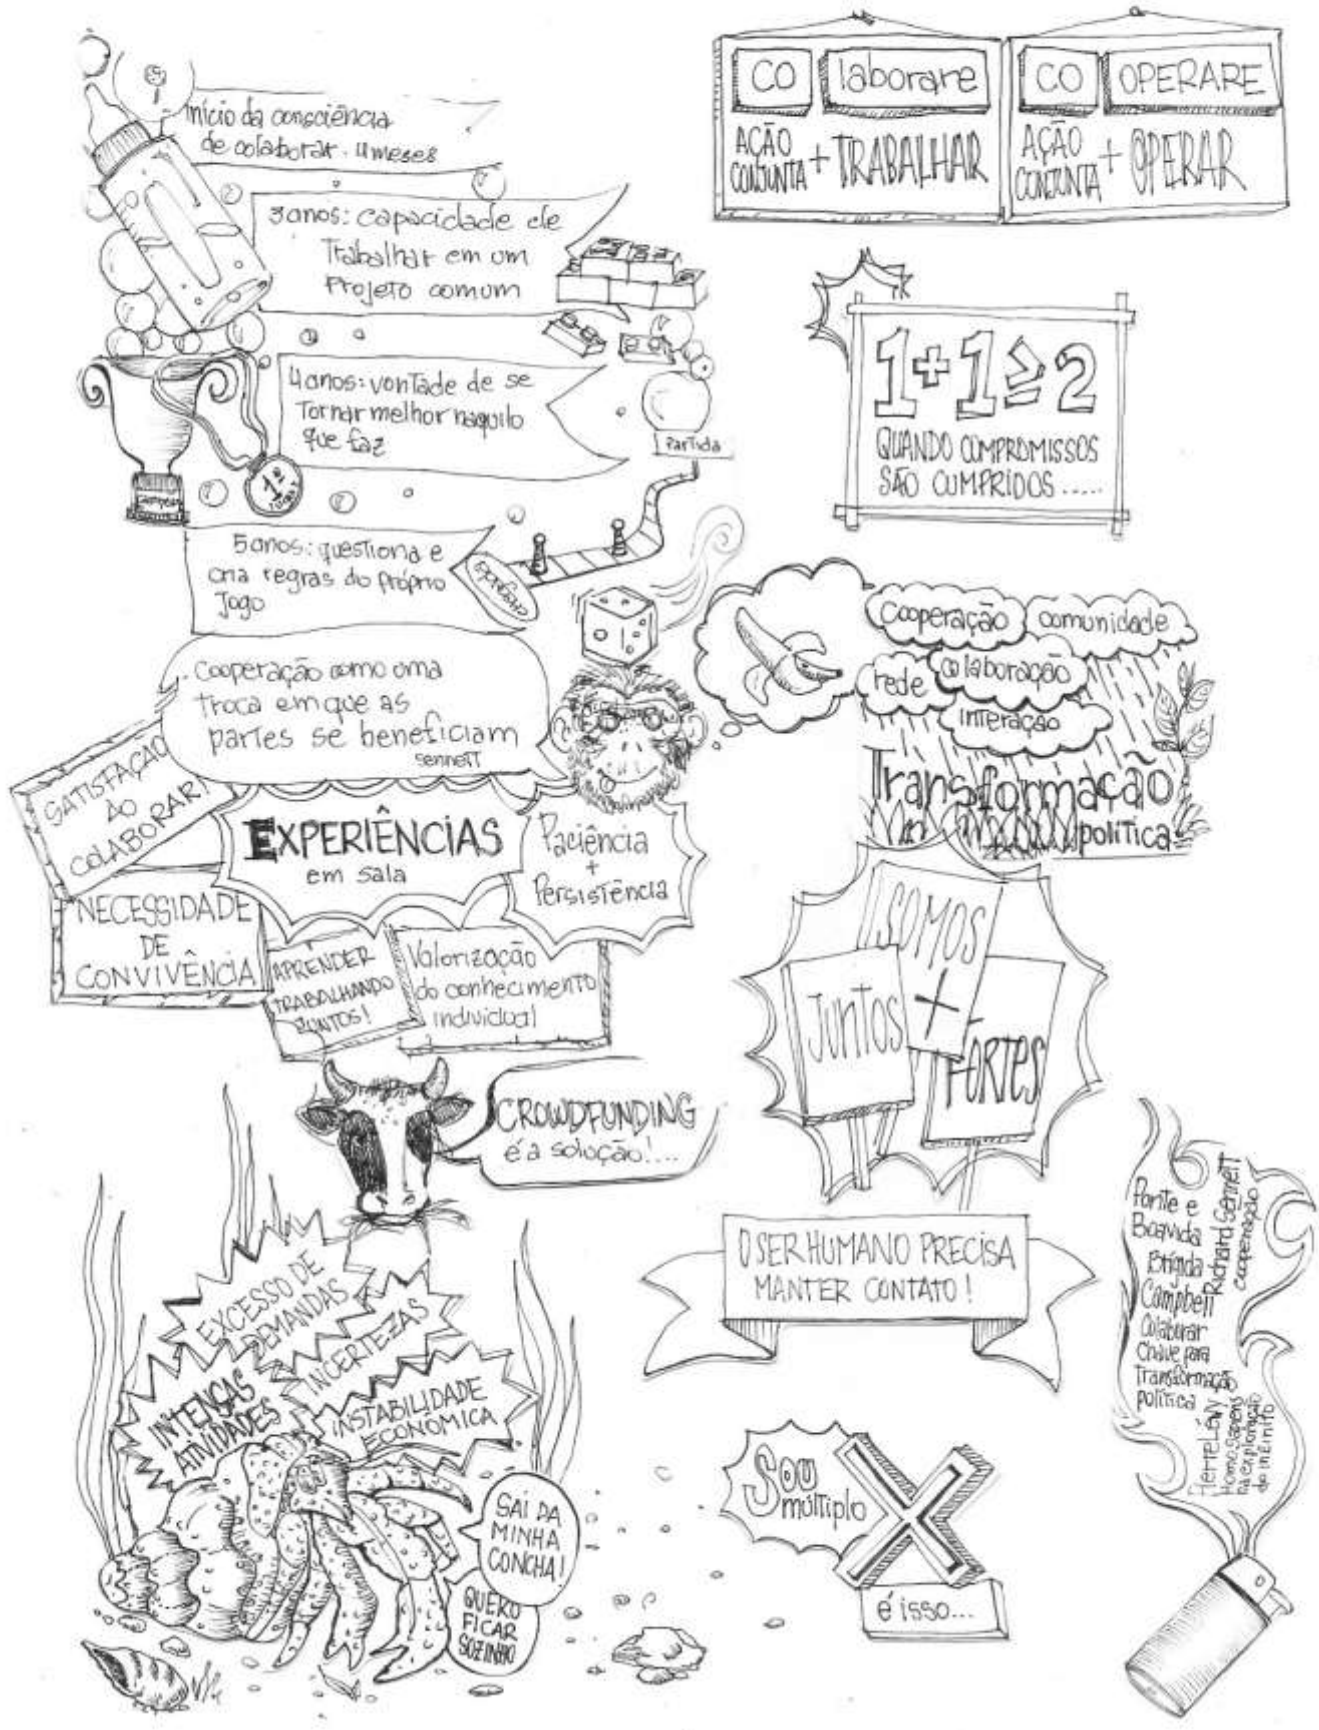 início da consciência
de colaborar. 4 meses
3 anos: capacidade de
Trabalhar em um
Projeto comum
4 anos: vontade de se
Tornar melhor naquilo
que faz
1º
Partida
5 anos: questiona e
cria regras do próprio
Jogo
chegada
Cooperação como uma
troca em que as
partes se beneficiam
sennett
SATISFAÇÃO
AO
COLABORAR!
EXPERIÊNCIAS
em sala
Paciência
+
Persistência
NECESSIDADE
DE
CONVIVÊNCIA
APRENDER
TRABALHANDO
JUNTOS!
Valorização
do conhecimento
individual
CROWDFUNDING
é a solução!....
EXCESSO DE
DEMANDAS
INCERTEZAS
INTENÇAS
ATIVIDADES
INSTABILIDADE
ECONÔMICA
SAI DA
MINHA
CONCHA!
QUERO
FICAR
SOZINHO
CO laborare
AÇÃO
CONJUNTA + TRABALHAR
CO OPERARE
AÇÃO
CONJUNTA + OPERAR
1+1≥2
QUANDO COMPROMISSOS
SÃO CUMPRIDOS.....
Cooperação
comunidade
rede
colaboração
interação
Transformação
política
Juntos
SOMOS
+
FORTES
O SER HUMANO PRECISA
MANTER CONTATO!
SOU
múltiplo
X
é isso...
Ponte e
Boavida
Brígida
Campbell
Colaborar
Chave para
Transformação
política
Richard Sennett
cooperação
Pierre Lévy
Homo sapiens
na exploração
do infinito